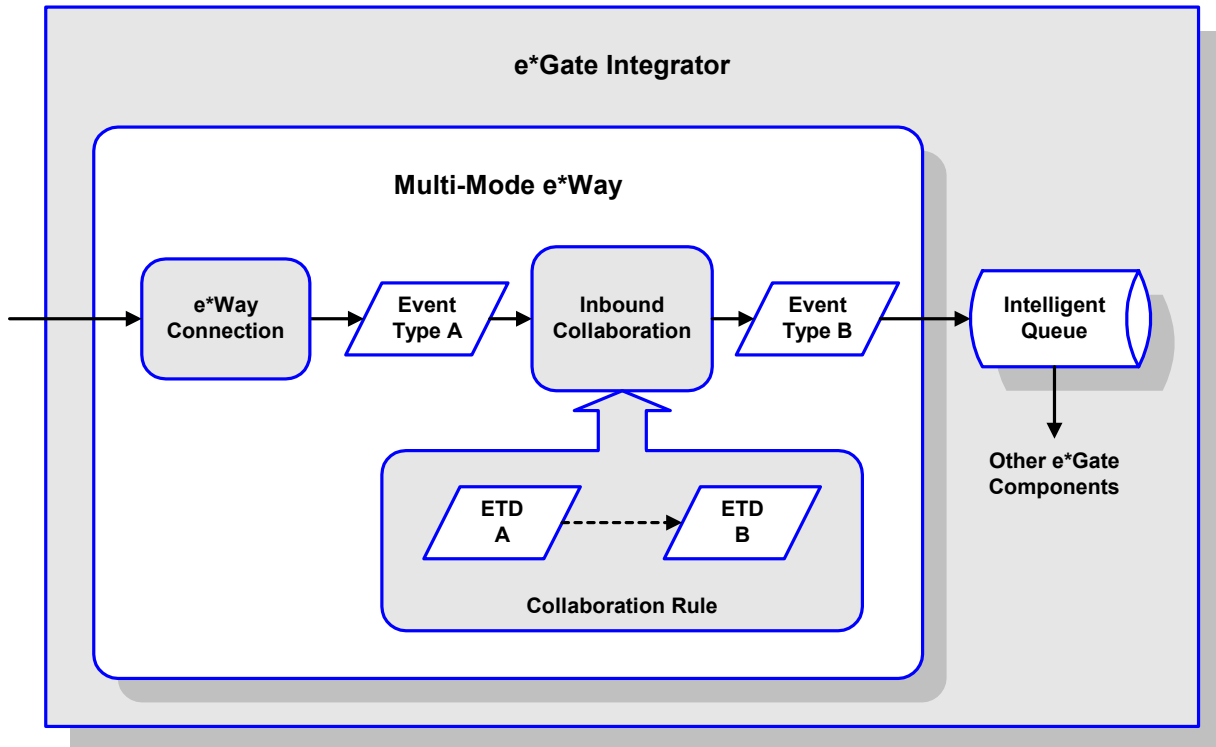 e*Gate Integrator
Multi-Mode e*Way
e*Way
Connection
Event
Type A
Inbound
Collaboration
Event
Type B
Intelligent
Queue
Other e*Gate
Components
ETD
A
ETD
B
Collaboration Rule